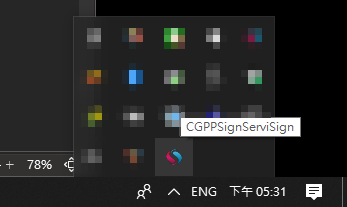 CGPPSignServiSign
+ 78%
ENG 下午 05:31